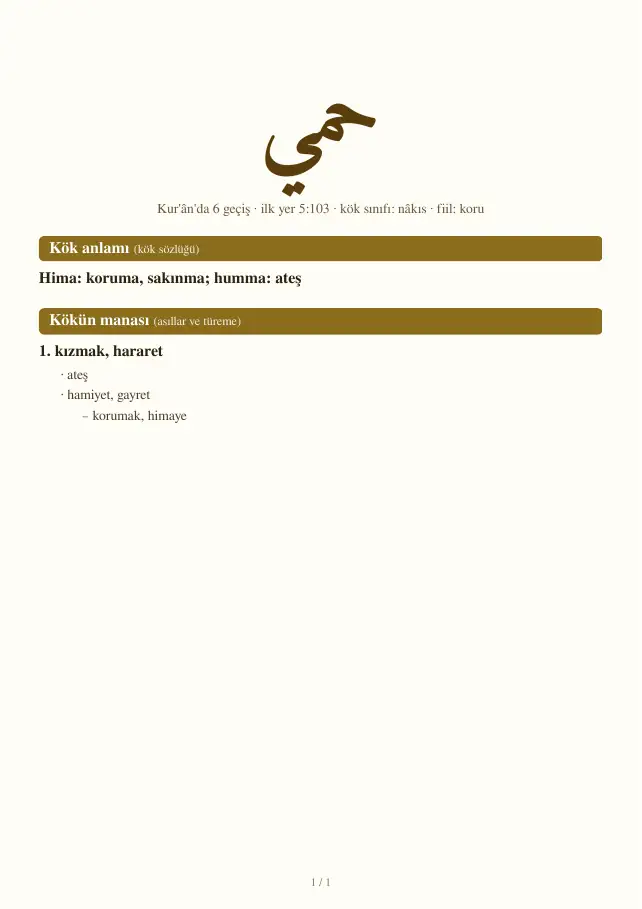 حمي
Kur'ân'da 6 geçiş · ilk yer 5:103 · kök sınıfı: nâkıs · fiil: koru
Kök anlamı (kök sözlüğü)
Hima: koruma, sakınma; humma: ateş
Kökün manası (asıllar ve türeme)
1. kızmak, hararet
· ateş
· hamiyet, gayret
– korumak, himaye
1 / 1